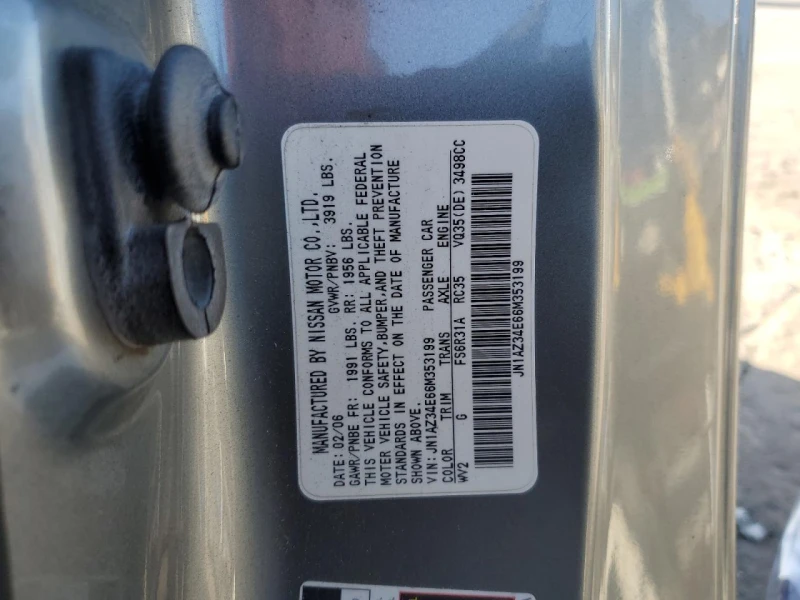 MANUFACTURED BY NISSAN MOTOR CO.,LTD.
DATE: 02/06 GVWR/PNBV: 3919 LBS.
GAWR/PNBE FR: 1991 LBS. RR: 1956 LBS.
THIS VEHICLE CONFORMS TO ALL APPLICABLE FEDERAL
MOTOR VEHICLE SAFETY,BUMPER,AND THEFT PREVENTION
STANDARDS IN EFFECT ON THE DATE OF MANUFACTURE
SHOWN ABOVE.
VIN: JN1AZ34E66M353199 PASSENGER CAR
COLOR TRIM TRANS AXLE ENGINE
WV2 G FS6R31A RC35 VQ35(DE) 3498CC
JN1AZ34E66M353199